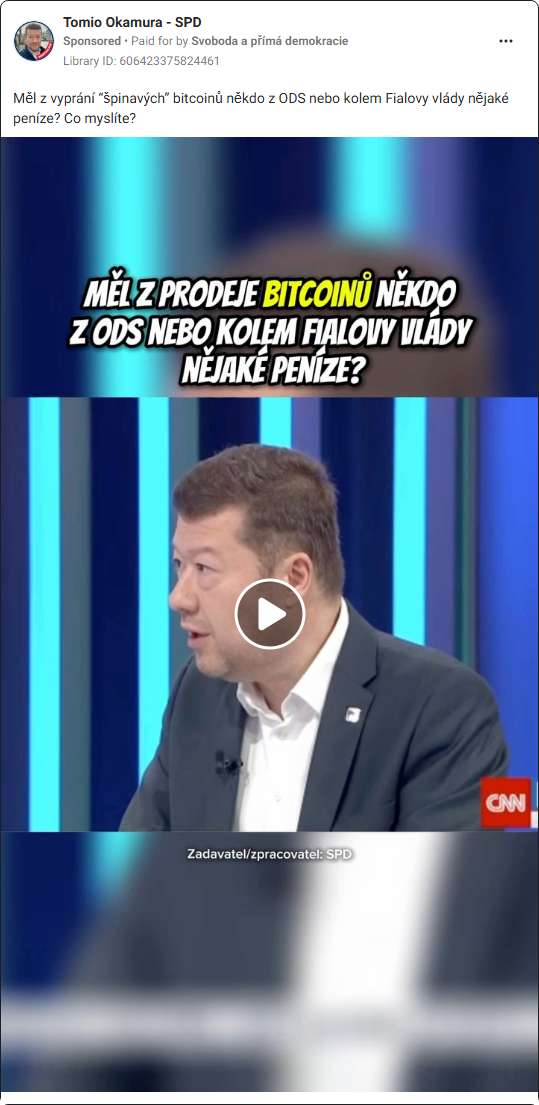 Tomio Okamura - SPD
Sponsored • Paid for by Svoboda a přímá demokracie
Library ID: 606423375824461
Měl z vyprání “špinavých” bitcoinů někdo z ODS nebo kolem Fialovy vlády nějaké
peníze? Co myslíte?
MĚL Z PRODEJE BITCOINŮ NĚKDO
Z ODS NEBO KOLEM FIALOVY VLÁDY
NĚJAKÉ PENÍZE?
CNN
Zadavatel/zpracovatel: SPD